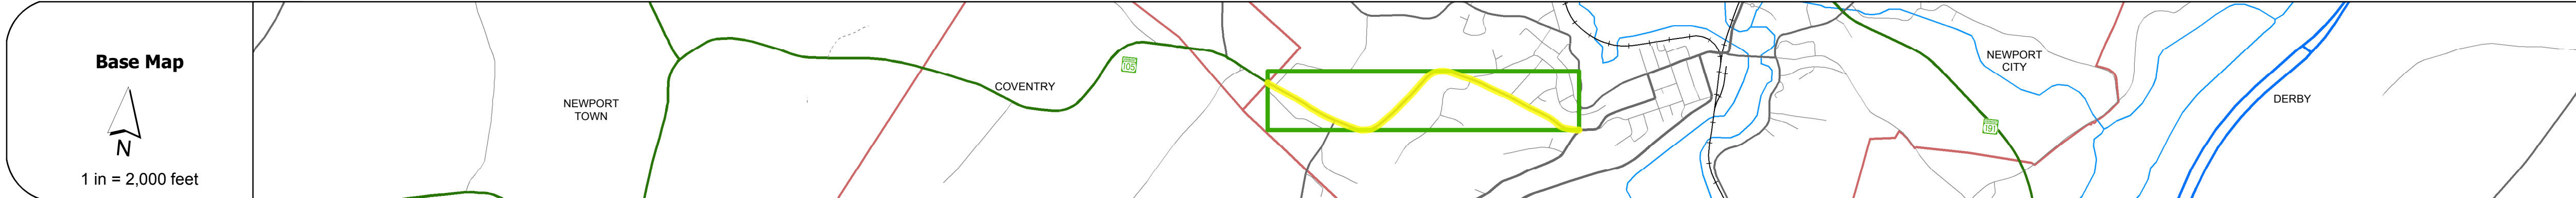 Base Map
N
1 in = 2,000 feet
NEWPORT
TOWN
COVENTRY
105
NEWPORT
CITY
191
DERBY